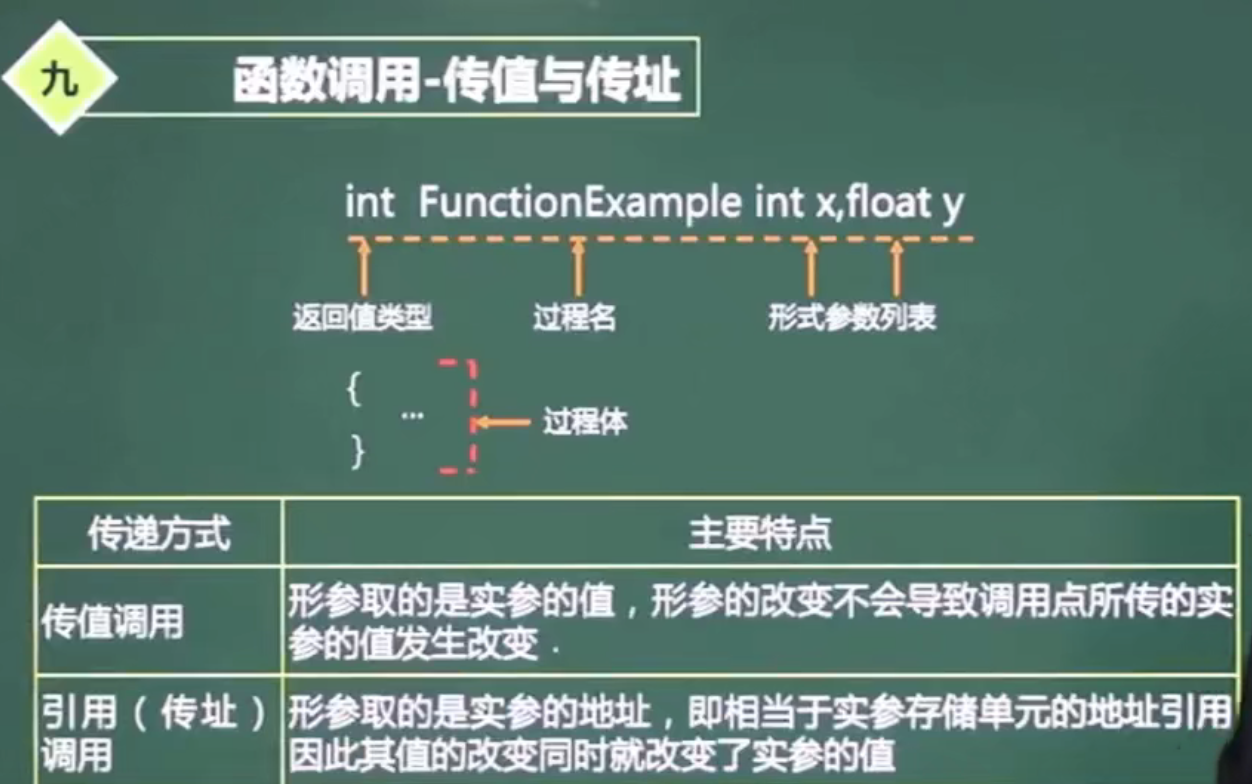 九
函数调用-传值与传址
int FunctionExample int x,float y
返回值类型 过程名 形式参数列表
{
...
过程体
}
传递方式 主要特点
传值调用
形参取的是实参的值，形参的改变不会导致调用点所传的实
参的值发生改变.
引用（传址）
调用
形参取的是实参的地址，即相当于实参存储单元的地址引用
因此其值的改变同时就改变了实参的值